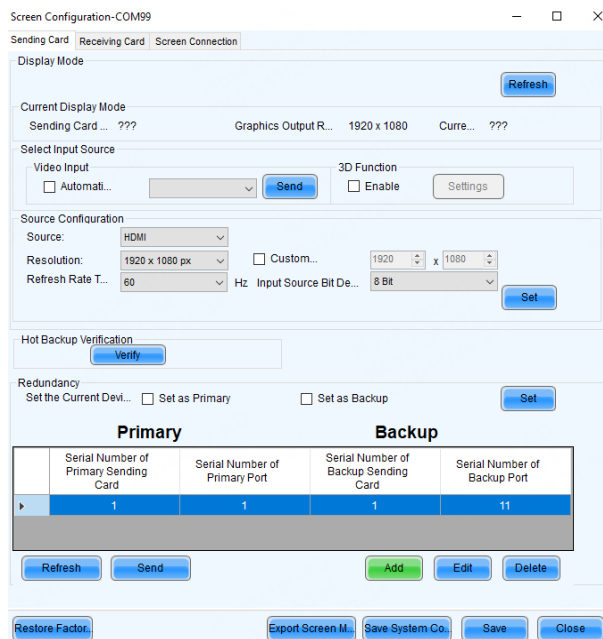 Screen Configuration-COM99
Sending Card Receiving Card Screen Connection
Display Mode
Refresh
Current Display Mode
Sending Card ... ??? Graphics Output R... 1920 x 1080 Curre... ???
Select Input Source
Video Input 3D Function
Automati... Send Enable Settings
Source Configuration
Source: HDMI
Resolution: 1920 x 1080 px Custom... 1920 x 1080
Refresh Rate T... 60 Hz Input Source Bit De... 8 Bit
Set
Hot Backup Verification
Verify
Redundancy
Set the Current Devi... Set as Primary Set as Backup Set
Primary Backup
Serial Number of Primary Sending Card Serial Number of Primary Port Serial Number of Backup Sending Card Serial Number of Backup Port
1 1 1 11
Refresh Send Add Edit Delete
Restore Factor... Export Screen M... Save System Co... Save Close